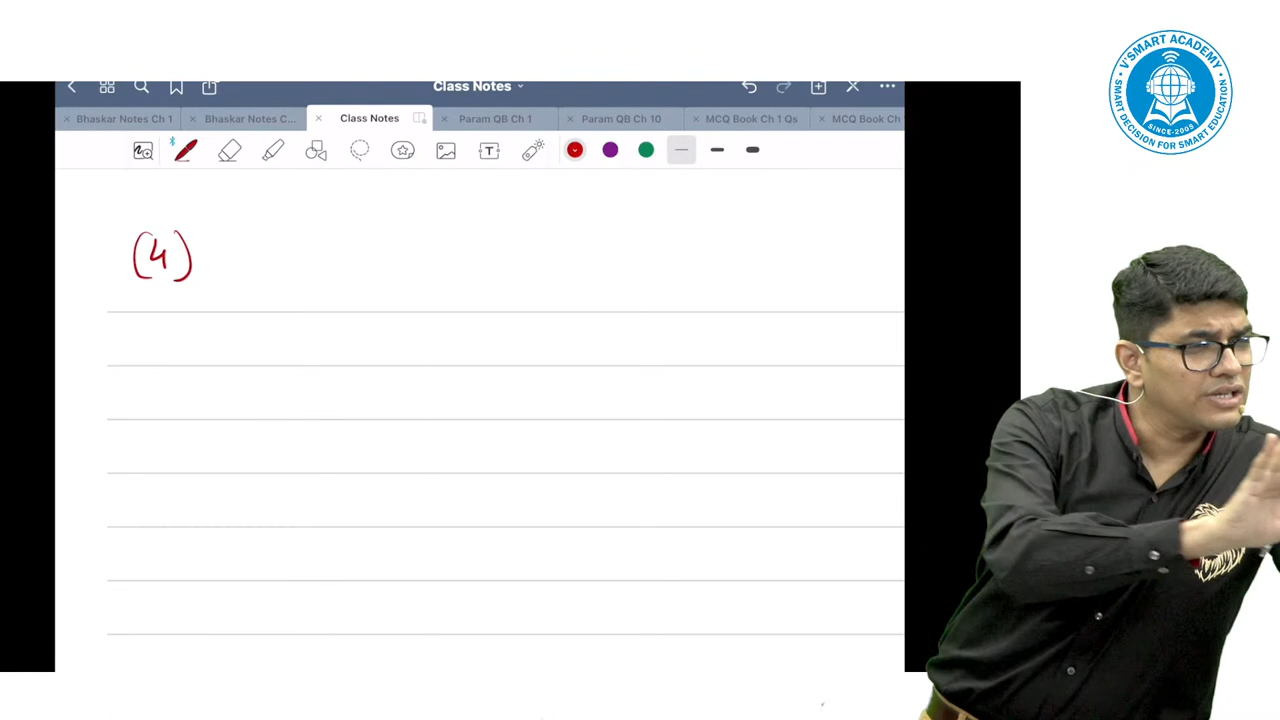 V'SMART ACADEMY
SMART DECISION FOR SMART EDUCATION
SINCE-2005
Class Notes
Bhaskar Notes Ch 1
Bhaskar Notes C...
Class Notes
Param QB Ch 1
Param QB Ch 10
MCQ Book Ch 1 Qs
MCQ Book Ch
T
(4)